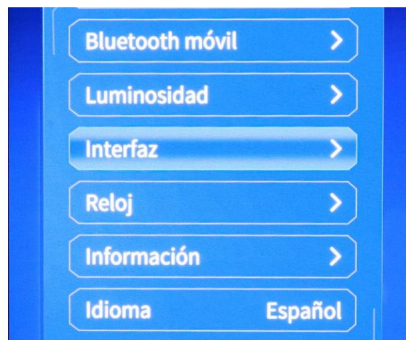 Bluetooth móvil
Luminosidad
Interfaz
Reloj
Información
Idioma Español